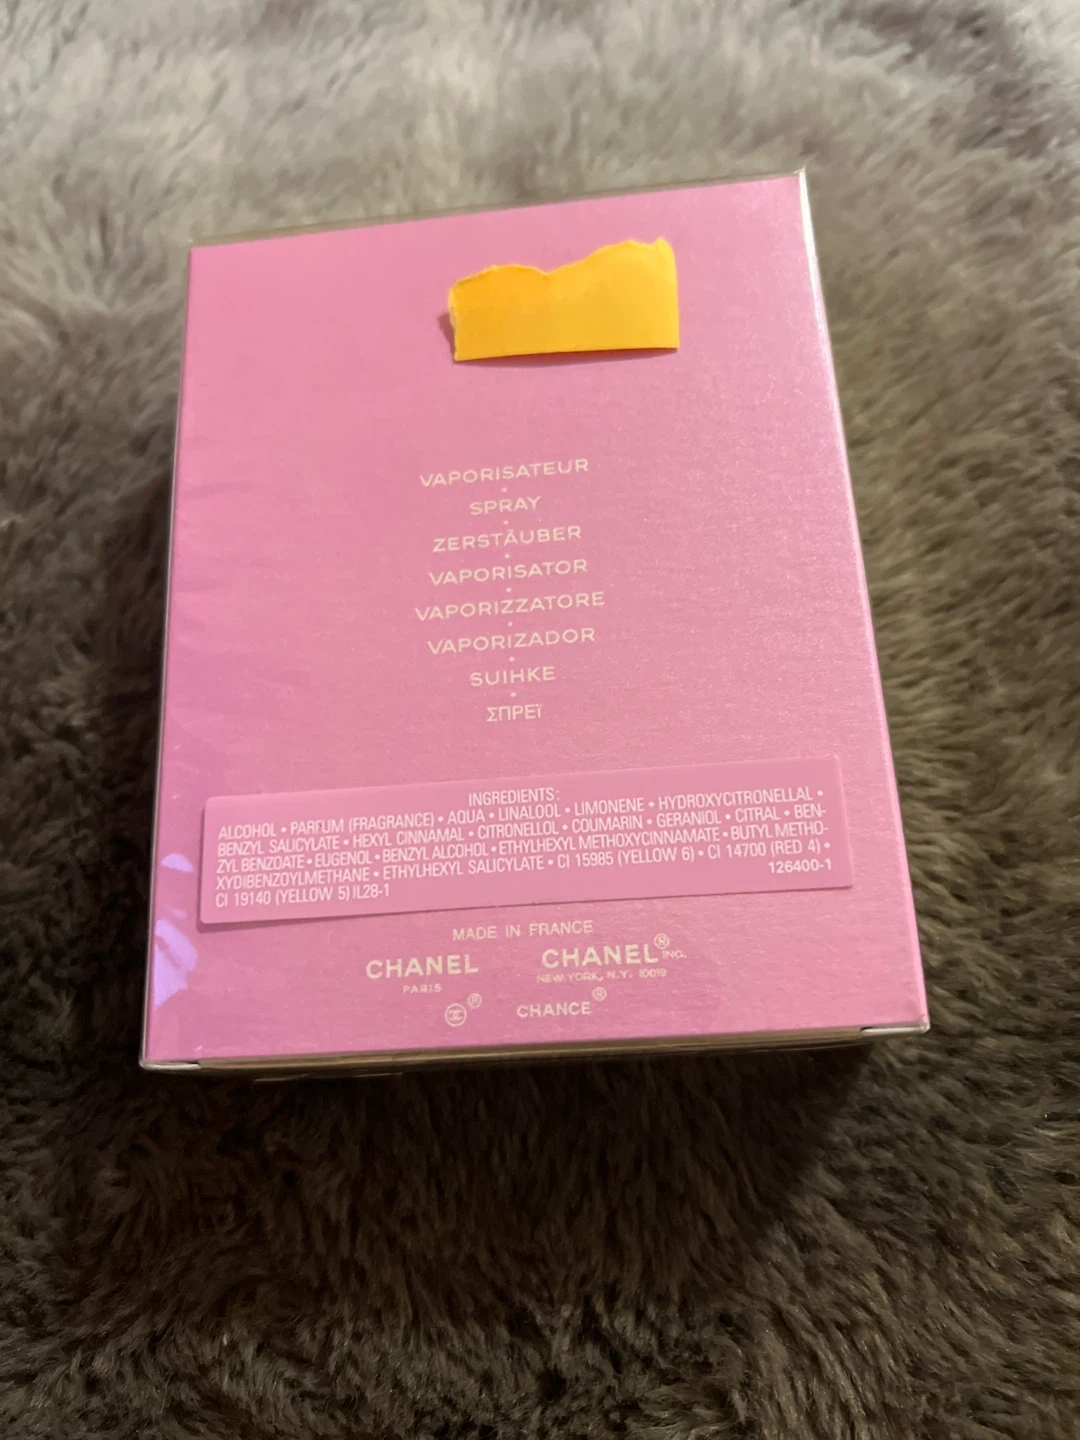 VAPORISATEUR
SPRAY
ZERSTÄUBER
VAPORISATOR
VAPORIZZATORE
VAPORIZADOR
SUIHKE
ΣΠΡΕΪ
INGREDIENTS:
ALCOHOL • PARFUM (FRAGRANCE) • AQUA • LINALOOL • LIMONENE • HYDROXYCITRONELLAL •
BENZYL SALICYLATE • HEXYL CINNAMAL • CITRONELLOL • COUMARIN • GERANIOL • CITRAL • BEN-
ZYL BENZOATE • EUGENOL • BENZYL ALCOHOL • ETHYLHEXYL METHOXYCINNAMATE • BUTYL METHO-
XYDIBENZOYLMETHANE • ETHYLHEXYL SALICYLATE • CI 15985 (YELLOW 6) • CI 14700 (RED 4) •
CI 19140 (YELLOW 5) IL28-1 126400-1
MADE IN FRANCE
CHANEL CHANEL® INC.
PARIS NEW YORK, N.Y. 10019
® CHANCE®